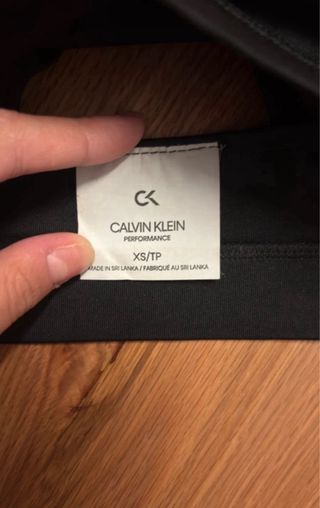 CK
CALVIN KLEIN
PERFORMANCE
XS/TP
MADE IN SRI LANKA / FABRIQUÉ AU SRI LANKA